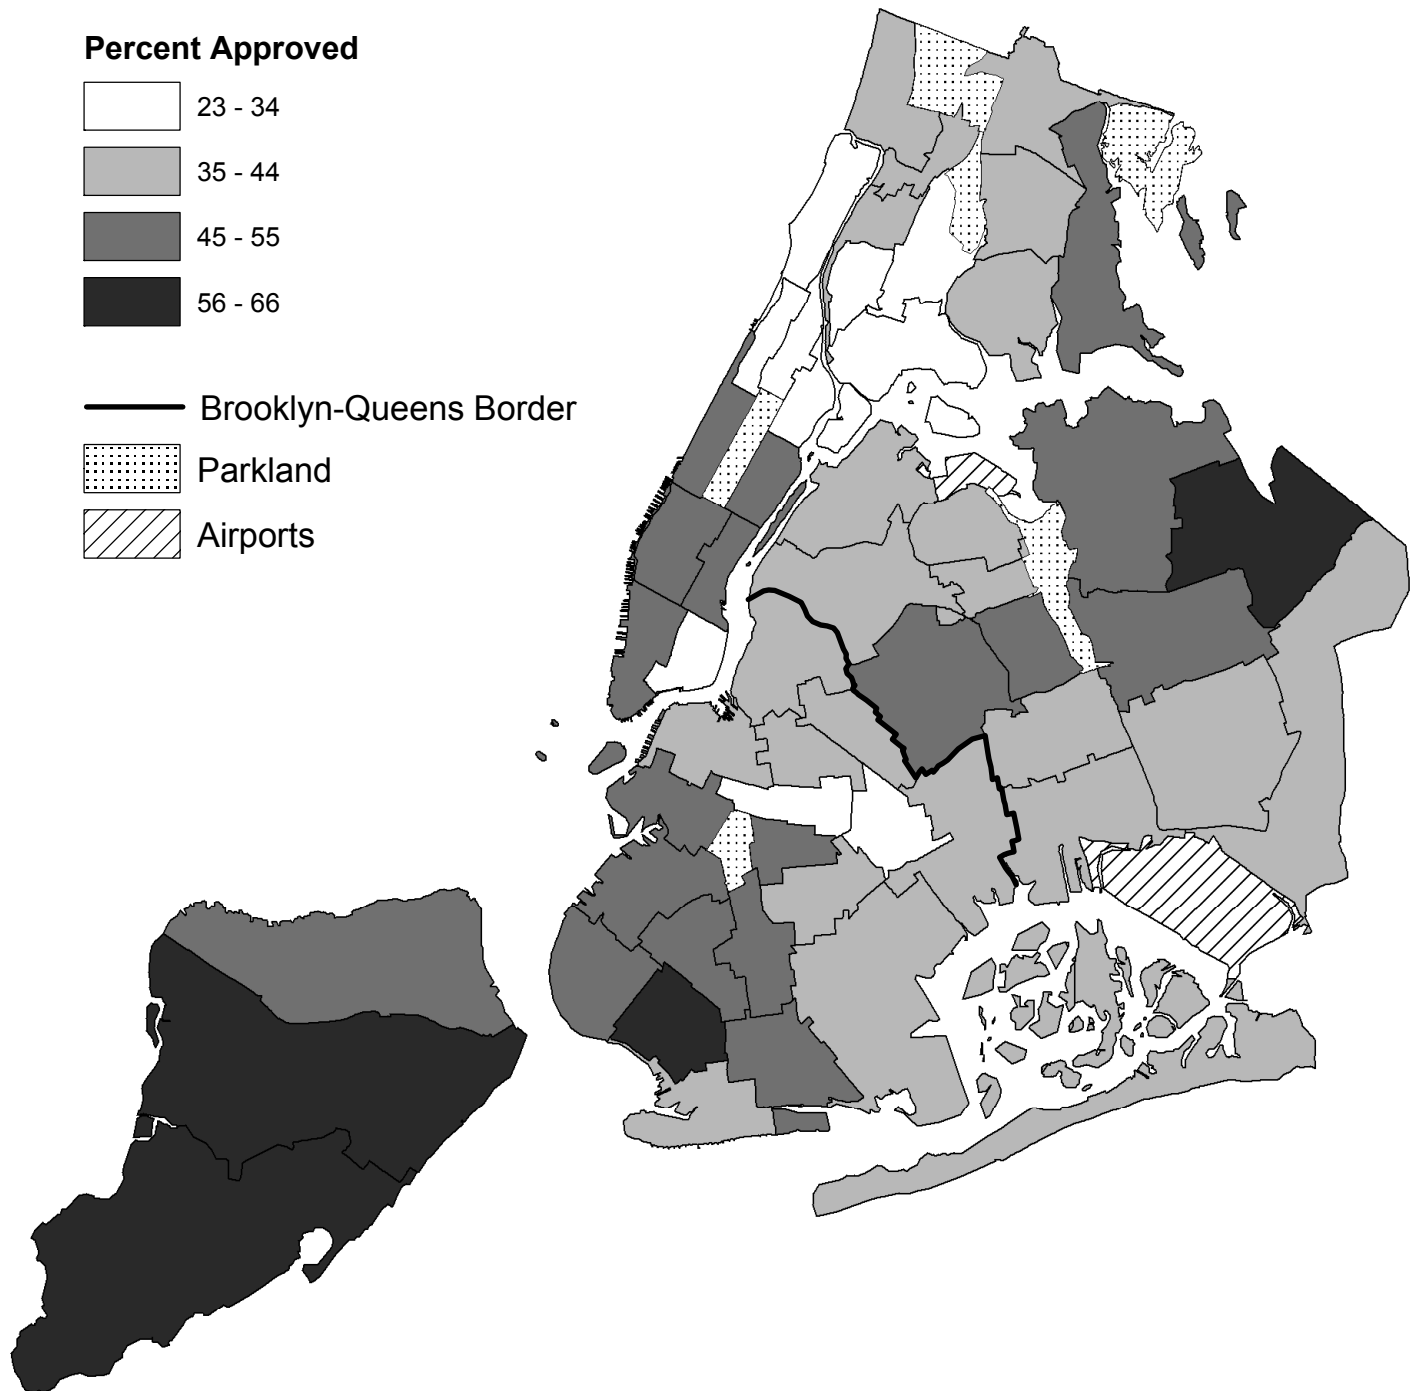 Percent Approved
23 - 34
35 - 44
45 - 55
56 - 66
Brooklyn-Queens Border
Parkland
Airports